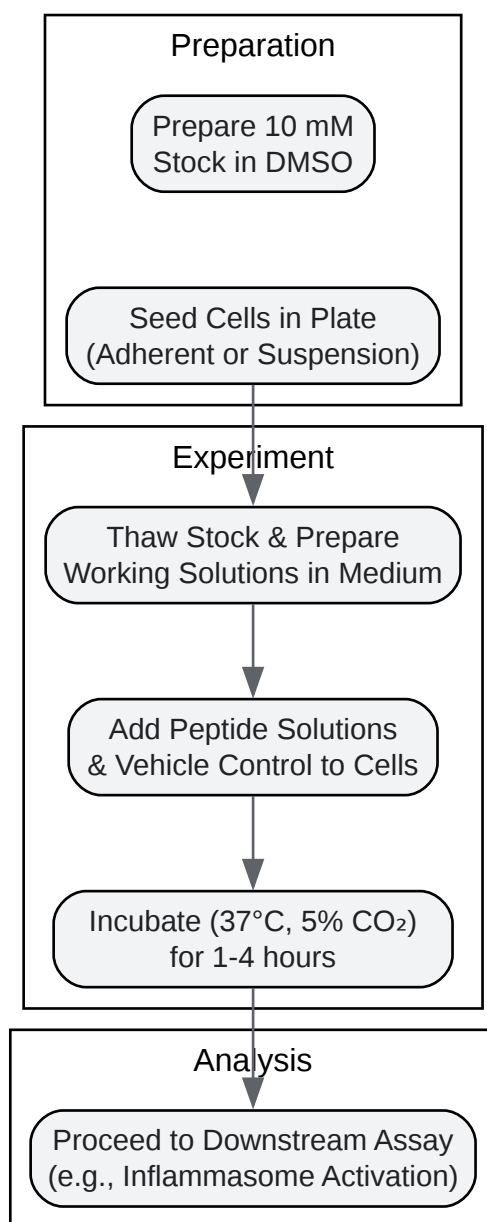 Preparation
Prepare 10 mM
Stock in DMSO
Seed Cells in Plate
(Adherent or Suspension)
Experiment
Thaw Stock & Prepare
Working Solutions in Medium
Add Peptide Solutions
& Vehicle Control to Cells
Incubate (37°C, 5% CO₂)
for 1-4 hours
Analysis
Proceed to Downstream Assay
(e.g., Inflammasome Activation)